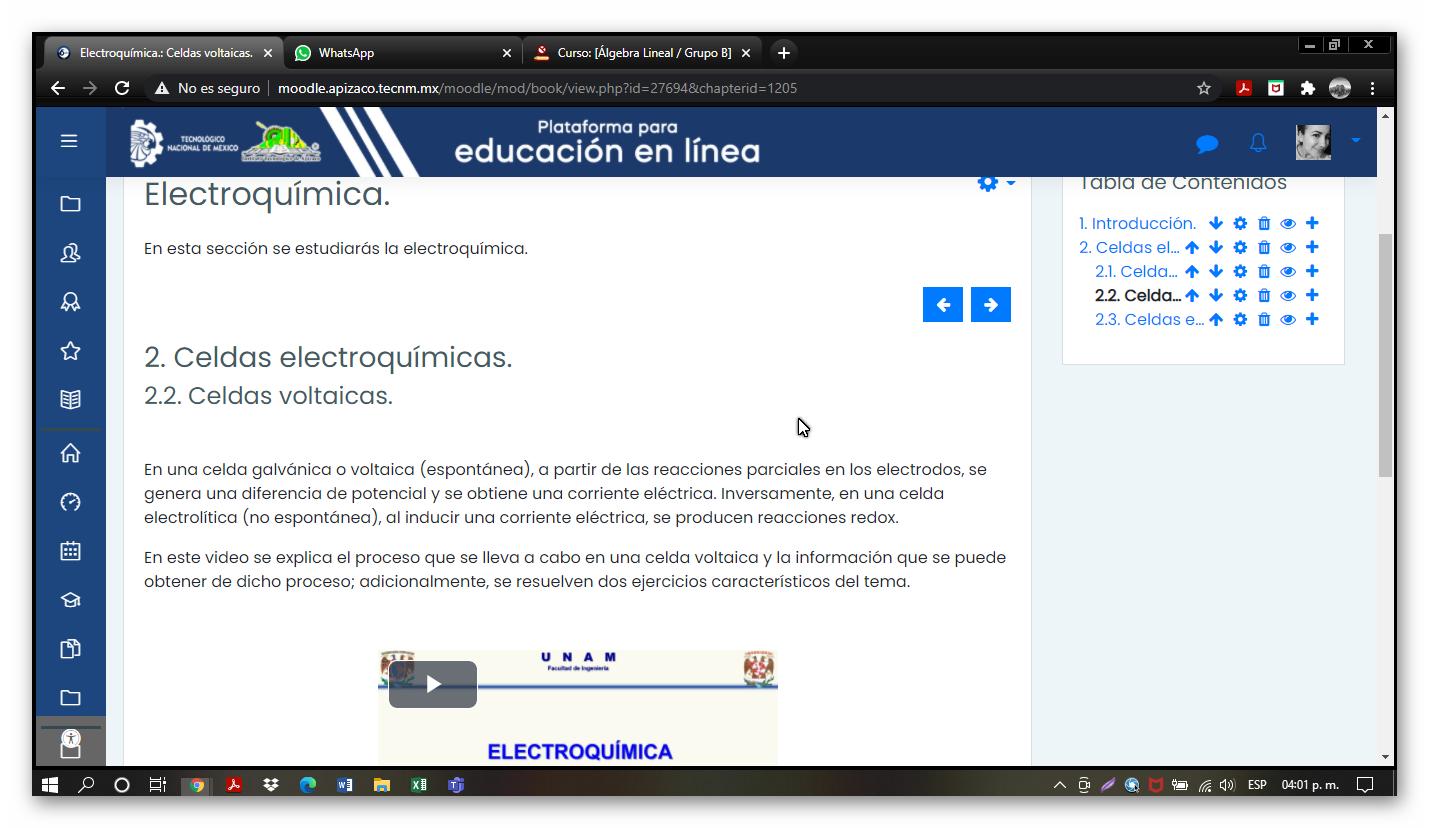 Electroquímica.: Celdas voltaicas.
WhatsApp
Curso: [Álgebra Lineal / Grupo B]
No es seguro
moodle.apizaco.tecnm.mx/moodle/mod/book/view.php?id=27694&chapterid=1205
TECNOLÓGICO
NACIONAL DE MÉXICO
Plataforma para
educación en línea
Electroquímica.
En esta sección se estudiarás la electroquímica.
2. Celdas electroquímicas.
2.2. Celdas voltaicas.
En una celda galvánica o voltaica (espontánea), a partir de las reacciones parciales en los electrodos, se
genera una diferencia de potencial y se obtiene una corriente eléctrica. Inversamente, en una celda
electrolítica (no espontánea), al inducir una corriente eléctrica, se producen reacciones redox.
En este video se explica el proceso que se lleva a cabo en una celda voltaica y la información que se puede
obtener de dicho proceso; adicionalmente, se resuelven dos ejercicios característicos del tema.
U N A M
Facultad de Ingeniería
ELECTROQUÍMICA
Tabla de Contenidos
1. Introducción.
2. Celdas el...
2.1. Celda...
2.2. Celda...
2.3. Celdas e...
ESP
04:01 p. m.